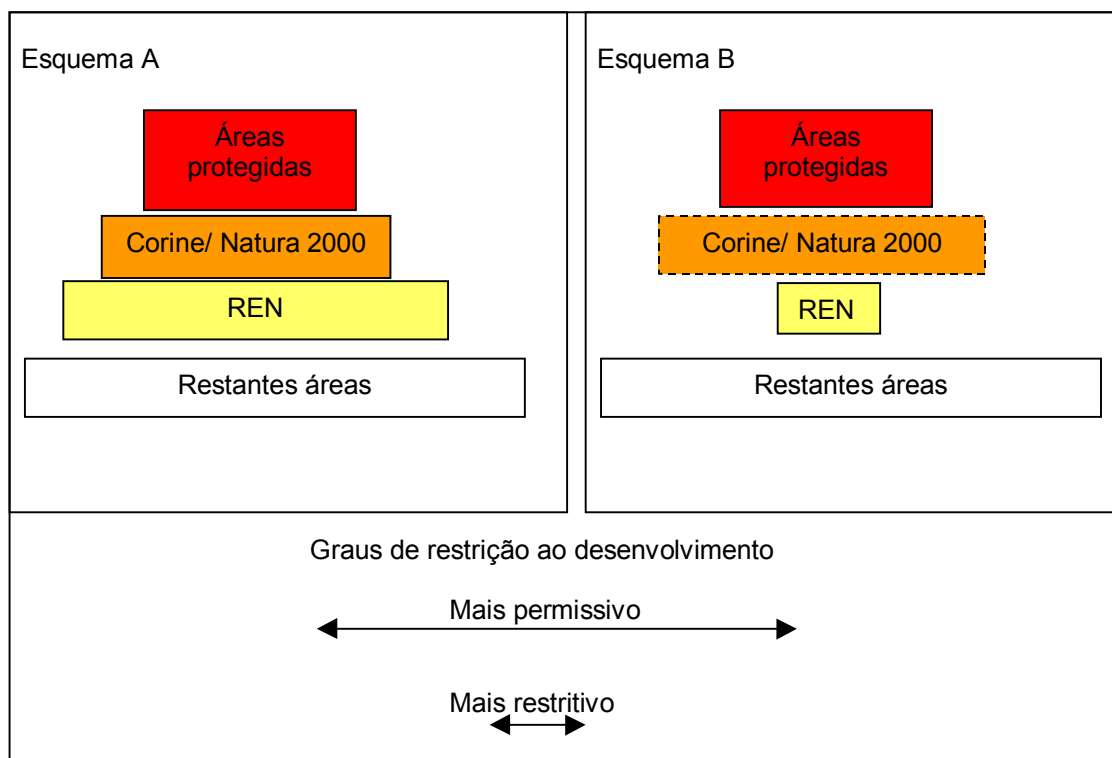 Esquema A
Áreas
protegidas
Corine/ Natura 2000
REN
Restantes áreas
Esquema B
Áreas
protegidas
Corine/ Natura 2000
REN
Restantes áreas
Graus de restrição ao desenvolvimento
Mais permissivo
Mais restritivo